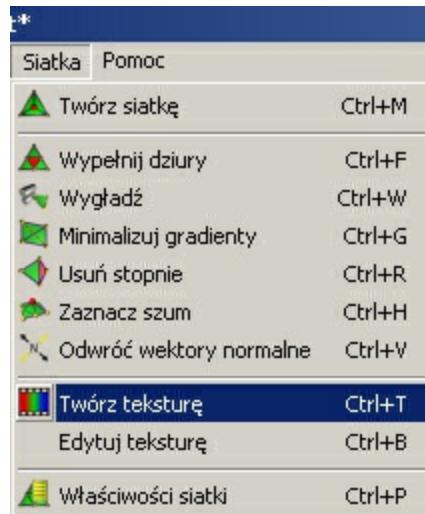 t*
Siatka Pomoc
Twórz siatkę Ctrl+M
Wypełnij dziury Ctrl+F
Wygładź Ctrl+W
Minimalizuj gradienty Ctrl+G
Usuń stopnie Ctrl+R
Zaznacz szum Ctrl+H
Odwróć wektory normalne Ctrl+V
Twórz teksturę Ctrl+T
Edytuj teksturę Ctrl+B
Właściwości siatki Ctrl+P